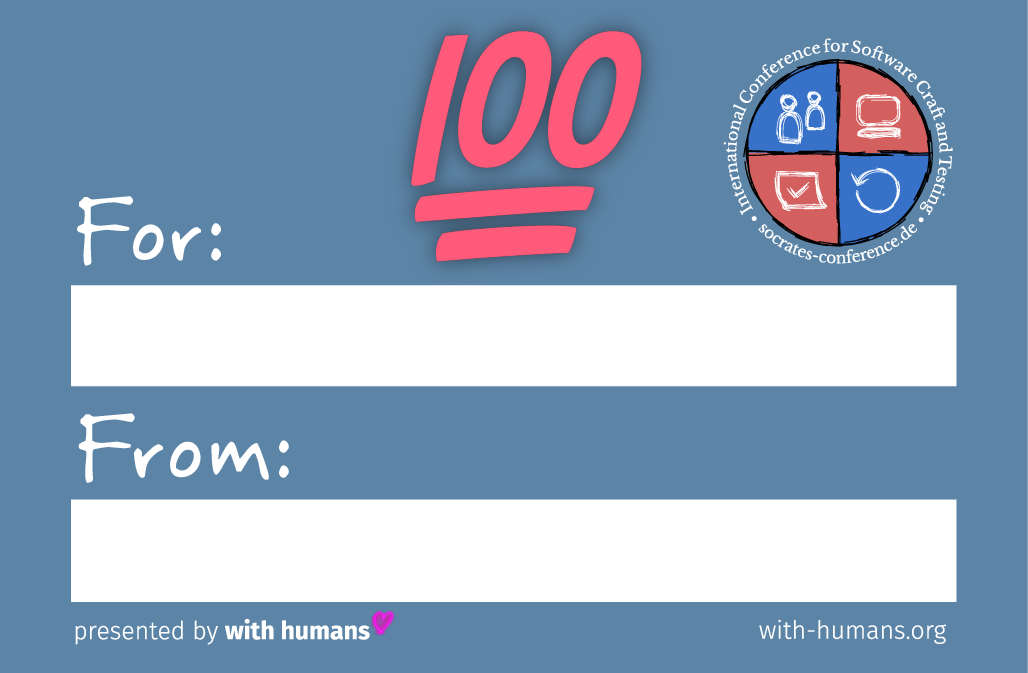 100
• International Conference for Software Craft and Testing •
socrates-conference.de
For:
From:
presented by with humans
with-humans.org